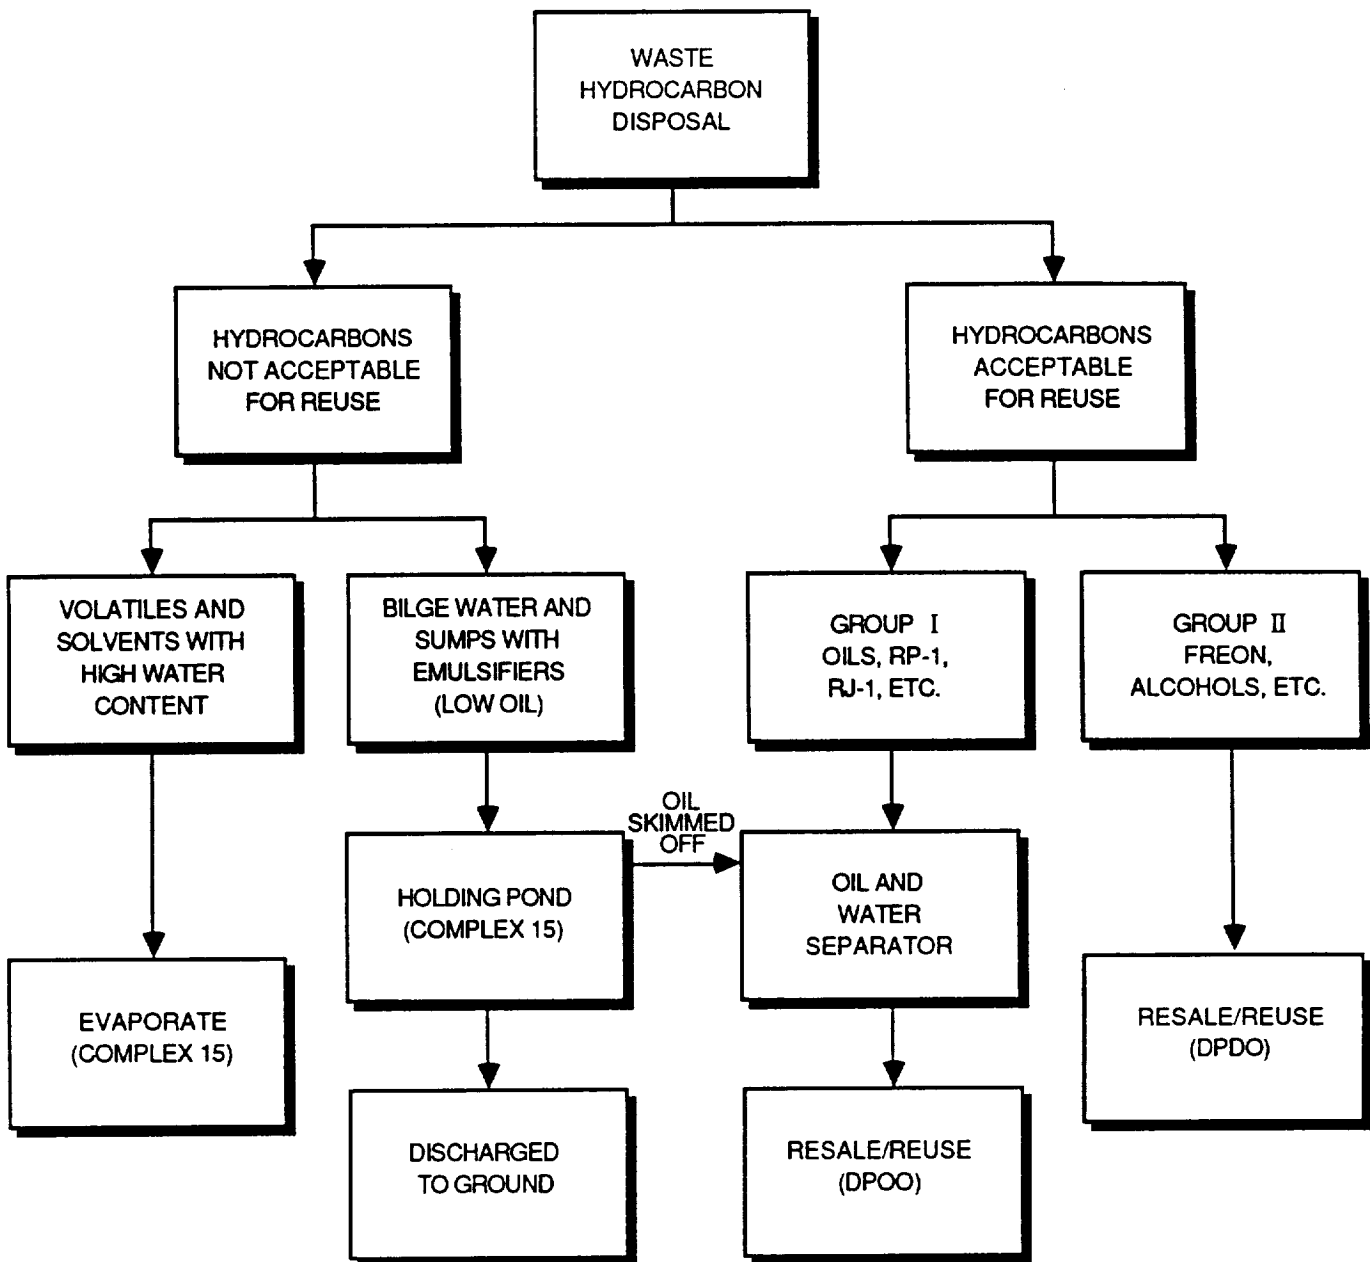 WASTE
HYDROCARBON
DISPOSAL
HYDROCARBONS
NOT ACCEPTABLE
FOR REUSE
HYDROCARBONS
ACCEPTABLE
FOR REUSE
VOLATILES AND
SOLVENTS WITH
HIGH WATER
CONTENT
BILGE WATER AND
SUMPS WITH
EMULSIFIERS
(LOW OIL)
GROUP I
OILS, RP-1,
RJ-1, ETC.
GROUP II
FREON,
ALCOHOLS, ETC.
OIL
SKIMMED
OFF
HOLDING POND
(COMPLEX 15)
OIL AND
WATER
SEPARATOR
EVAPORATE
(COMPLEX 15)
RESALE/REUSE
(DPDO)
DISCHARGED
TO GROUND
RESALE/REUSE
(DPOO)